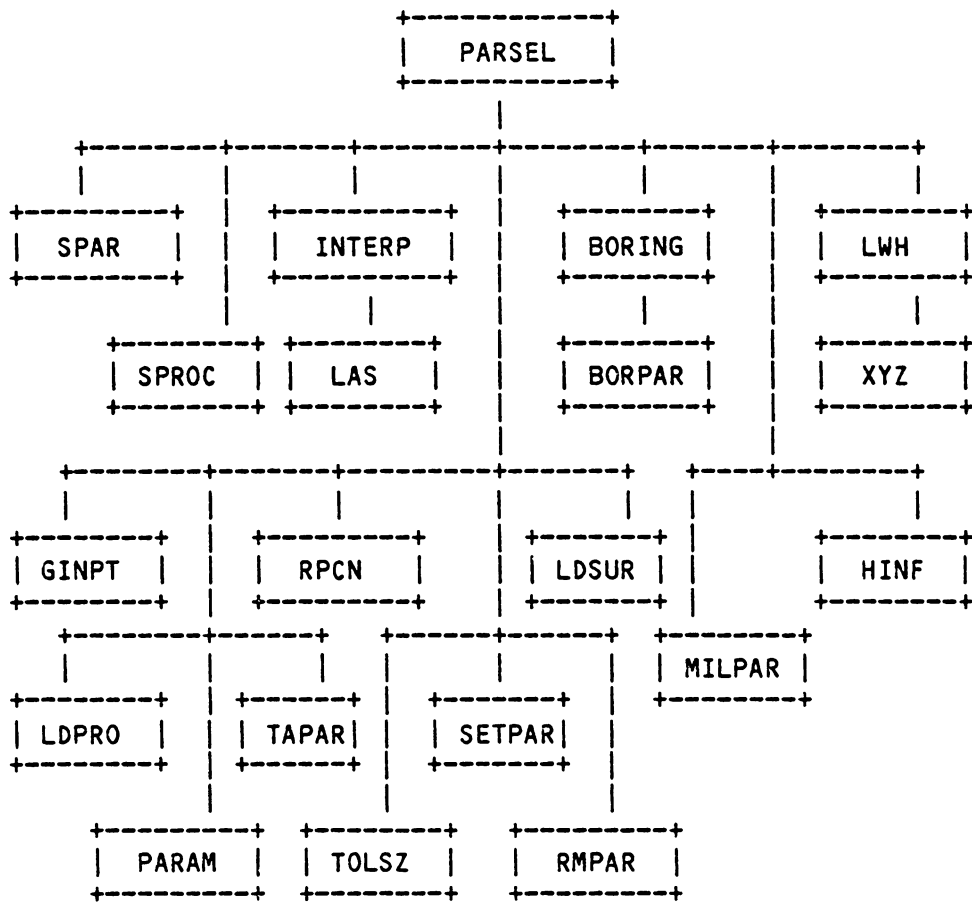 PARSEL
SPAR INTERP BORING LWH
SPROC LAS BORPAR XYZ
GINPT RPCN LDSUR HINF
MILPAR
LDPRO TAPAR SETPAR
PARAM TOLSZ RMPAR